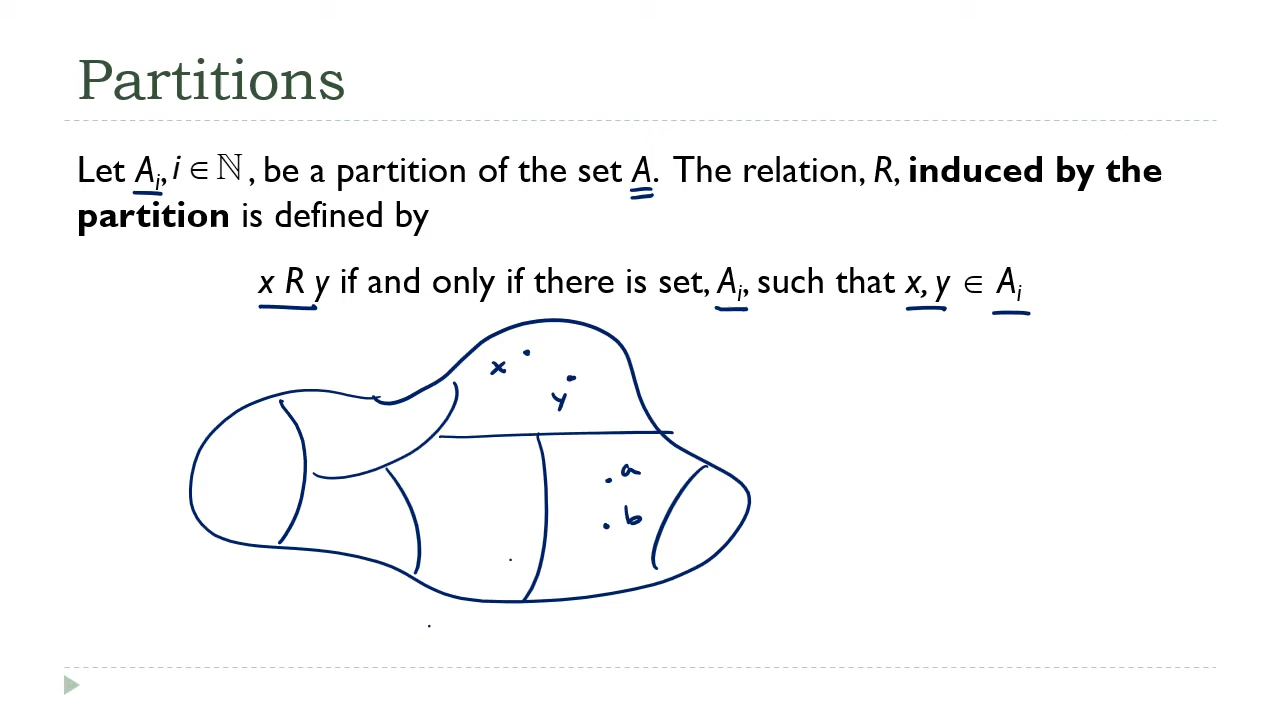 Partitions
Let Aᵢ, i ∈ ℕ, be a partition of the set A. The relation, R, induced by the
partition is defined by
x R y if and only if there is set, Aᵢ, such that x, y ∈ Aᵢ
x
y
a
b